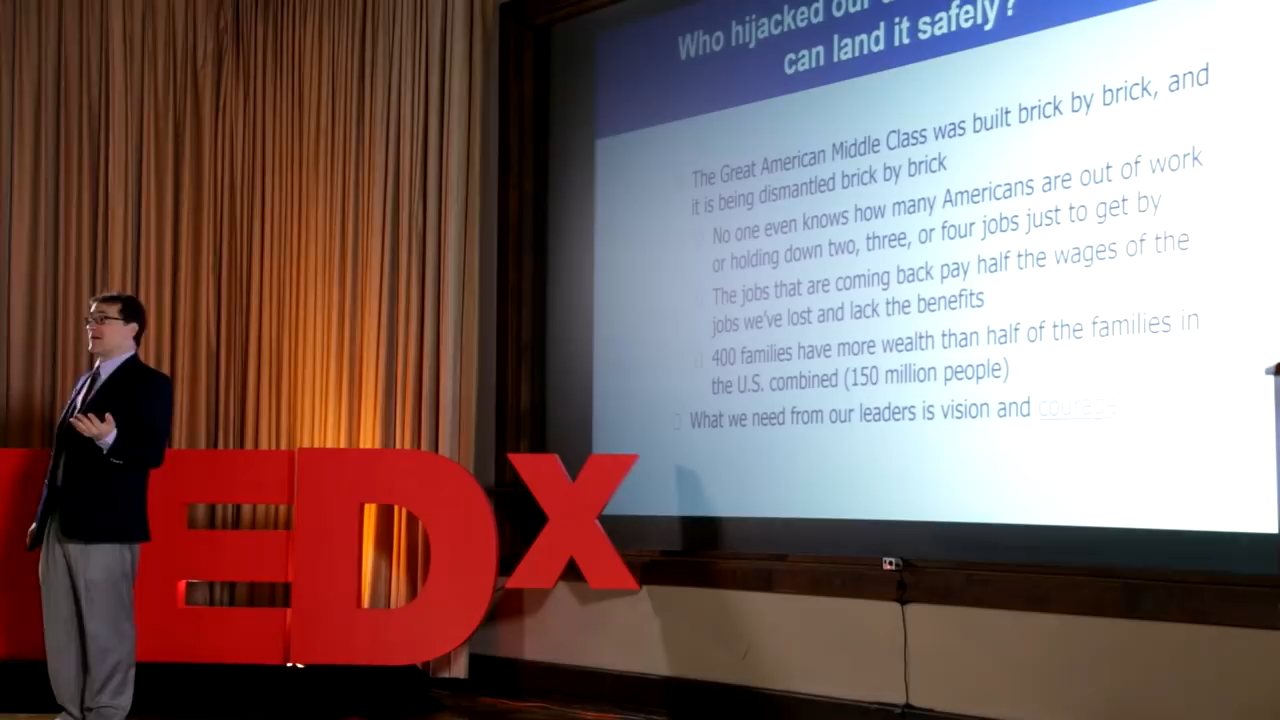 Who hijacked our
can land it safely?
The Great American Middle Class was built brick by brick, and
it is being dismantled brick by brick
No one even knows how many Americans are out of work
or holding down two, three, or four jobs just to get by
The jobs that are coming back pay half the wages of the
jobs we've lost and lack the benefits
400 families have more wealth than half of the families in
the U.S. combined (150 million people)
What we need from our leaders is vision and courage
EDx